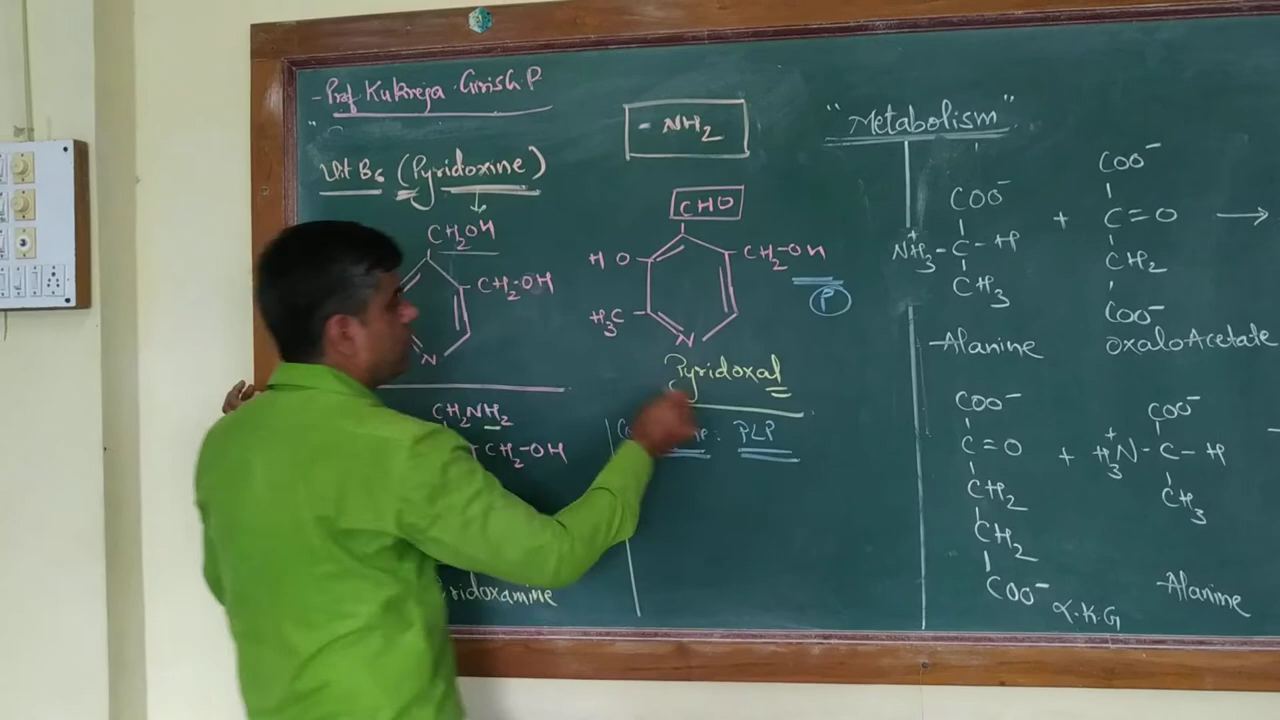 - Prof. Kukreja Girish P.
Vit B6 (Pyridoxine)
CH2OH
CH2-OH
N
CH2NH2
CH2-OH
ridoxamine
- NH2
CHO
HO
CH2-OH
P
H3C
N
Pyridoxal
PLP
"Metabolism"
COO-
NH3+ - C - H
CH3
Alanine
+
COO-
C=O
CH2
COO-
OxaloAcetate
→
COO-
C=O
CH2
CH2
COO-
α.K.G
+
COO-
H3N+ - C - H
CH3
Alanine